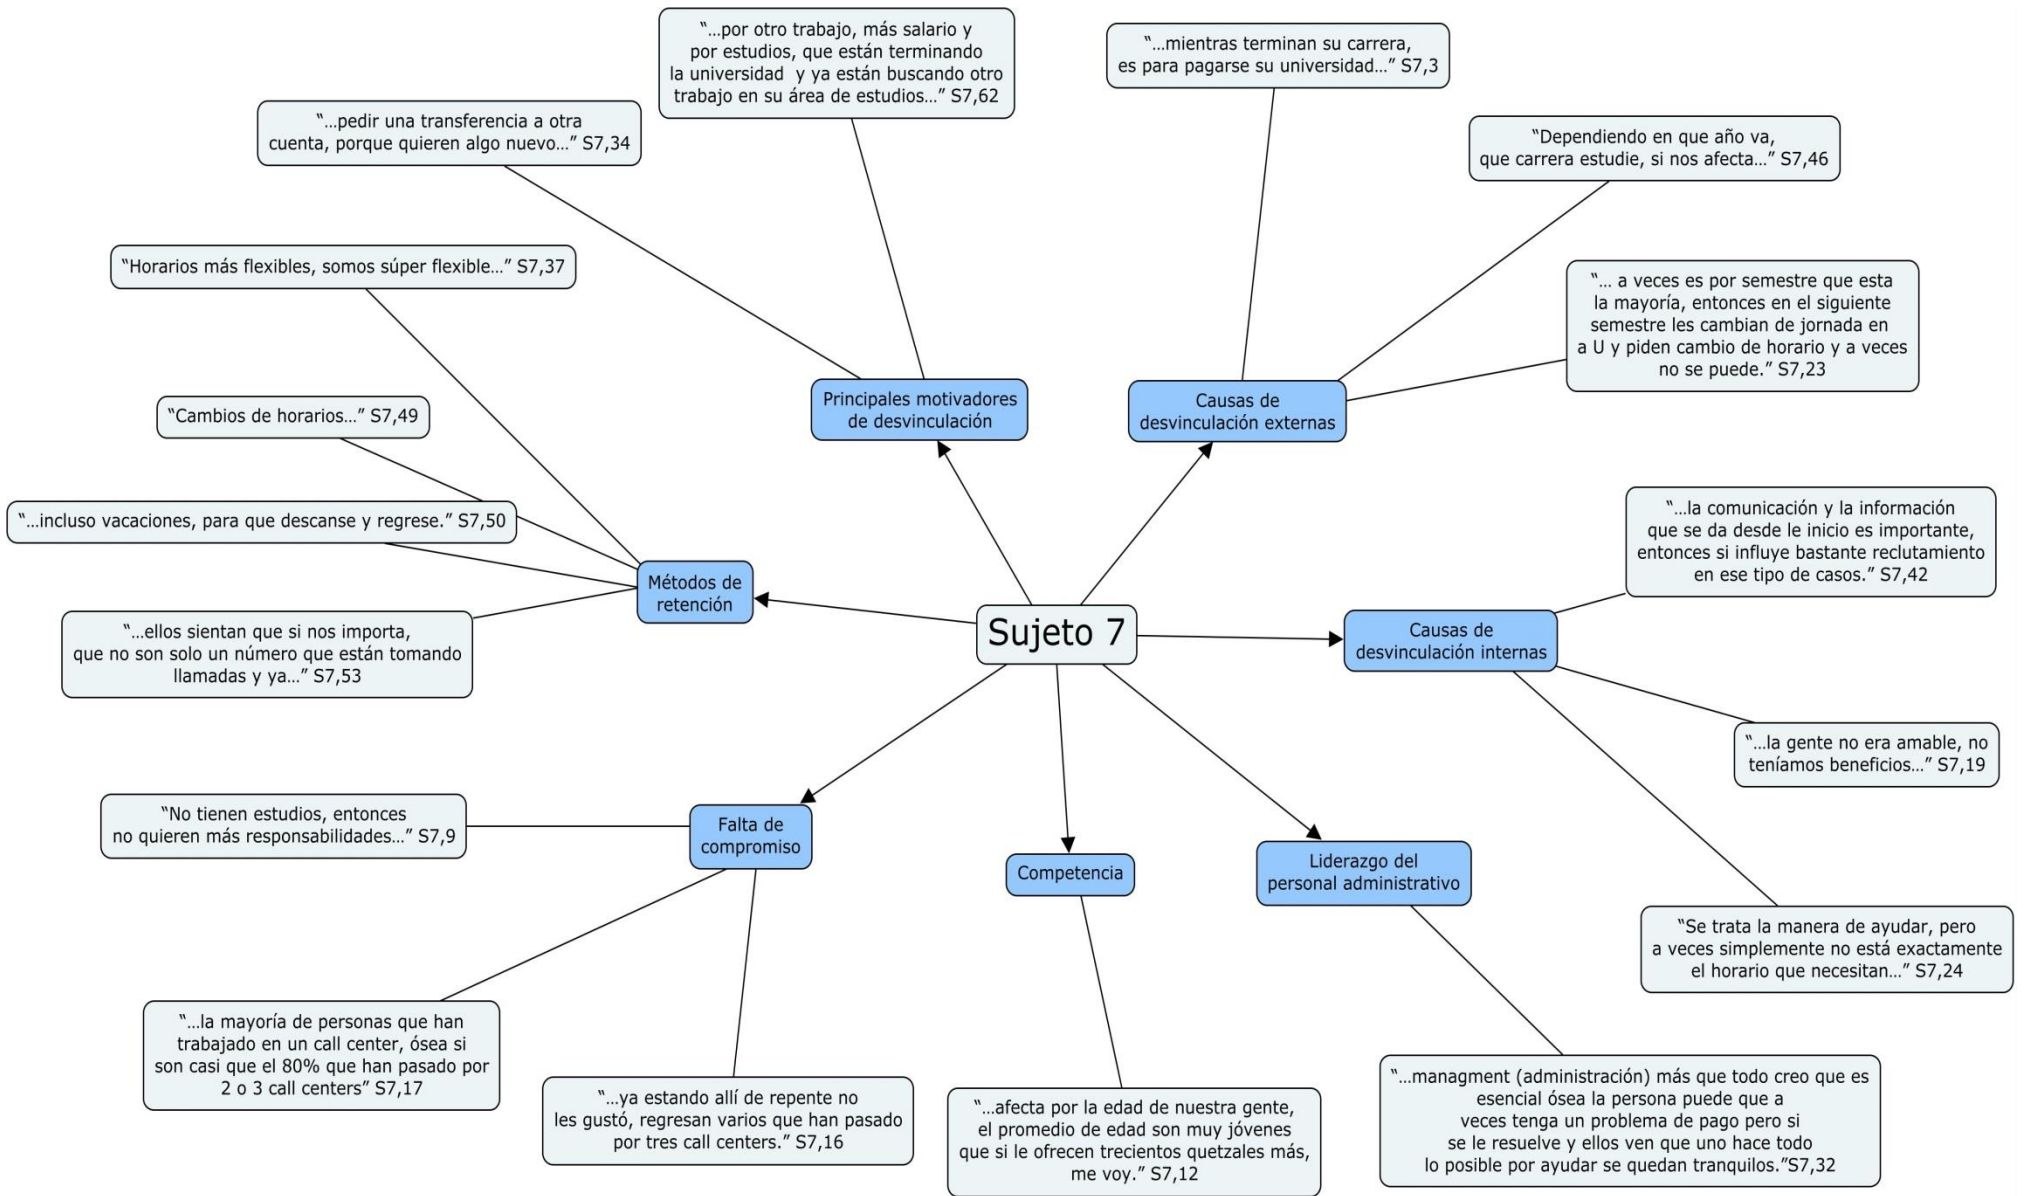 “…por otro trabajo, más salario y
por estudios, que están terminando
la universidad  y ya están buscando otro
trabajo en su área de estudios…” S7,62
“…mientras terminan su carrera,
es para pagarse su universidad…” S7,3
“…pedir una transferencia a otra
cuenta, porque quieren algo nuevo…” S7,34
“Dependiendo en que año va,
que carrera estudie, si nos afecta…” S7,46
“Horarios más flexibles, somos súper flexible…” S7,37
“… a veces es por semestre que esta
la mayoría, entonces en el siguiente
semestre les cambian de jornada en
a U y piden cambio de horario y a veces
no se puede.” S7,23
Principales motivadores
de desvinculación
Causas de
desvinculación externas
“Cambios de horarios…” S7,49
“…incluso vacaciones, para que descanse y regrese.” S7,50
“…la comunicación y la información
que se da desde le inicio es importante,
entonces si influye bastante reclutamiento
en ese tipo de casos.” S7,42
Métodos de
retención
Sujeto 7
Causas de
desvinculación internas
“…ellos sientan que si nos importa,
que no son solo un número que están tomando
llamadas y ya…” S7,53
“…la gente no era amable, no
teníamos beneficios…” S7,19
“No tienen estudios, entonces
no quieren más responsabilidades…” S7,9
Falta de
compromiso
Competencia
Liderazgo del
personal administrativo
“Se trata la manera de ayudar, pero
a veces simplemente no está exactamente
el horario que necesitan…” S7,24
“…la mayoría de personas que han
trabajado en un call center, ósea si
son casi que el 80% que han pasado por
2 o 3 call centers” S7,17
“…ya estando allí de repente no
les gustó, regresan varios que han pasado
por tres call centers.” S7,16
“…afecta por la edad de nuestra gente,
el promedio de edad son muy jóvenes
que si le ofrecen trecientos quetzales más,
me voy.” S7,12
“…managment (administración) más que todo creo que es
esencial ósea la persona puede que a
veces tenga un problema de pago pero si
se le resuelve y ellos ven que uno hace todo
lo posible por ayudar se quedan tranquilos.”S7,32